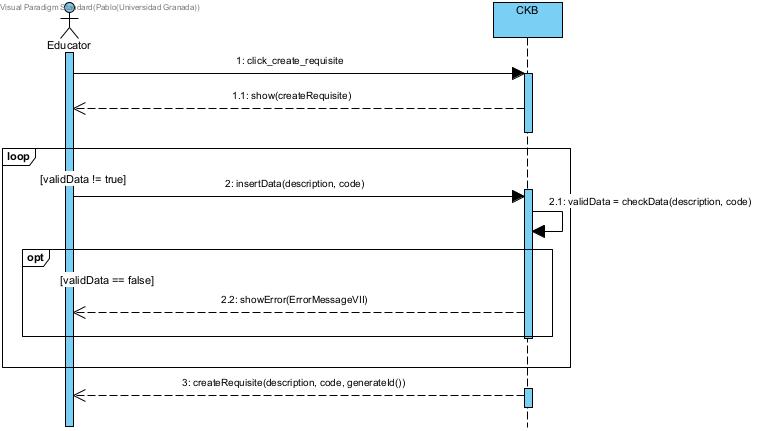 Visual Paradigm Standard(Pablo(Universidad Granada))
CKB
Educator
1: click_create_requisite
1.1: show(createRequisite)
loop
[validData != true]
2: insertData(description, code)
2.1: validData = checkData(description, code)
opt
[validData == false]
2.2: showError(ErrorMessageVII)
3: createRequisite(description, code, generateId())